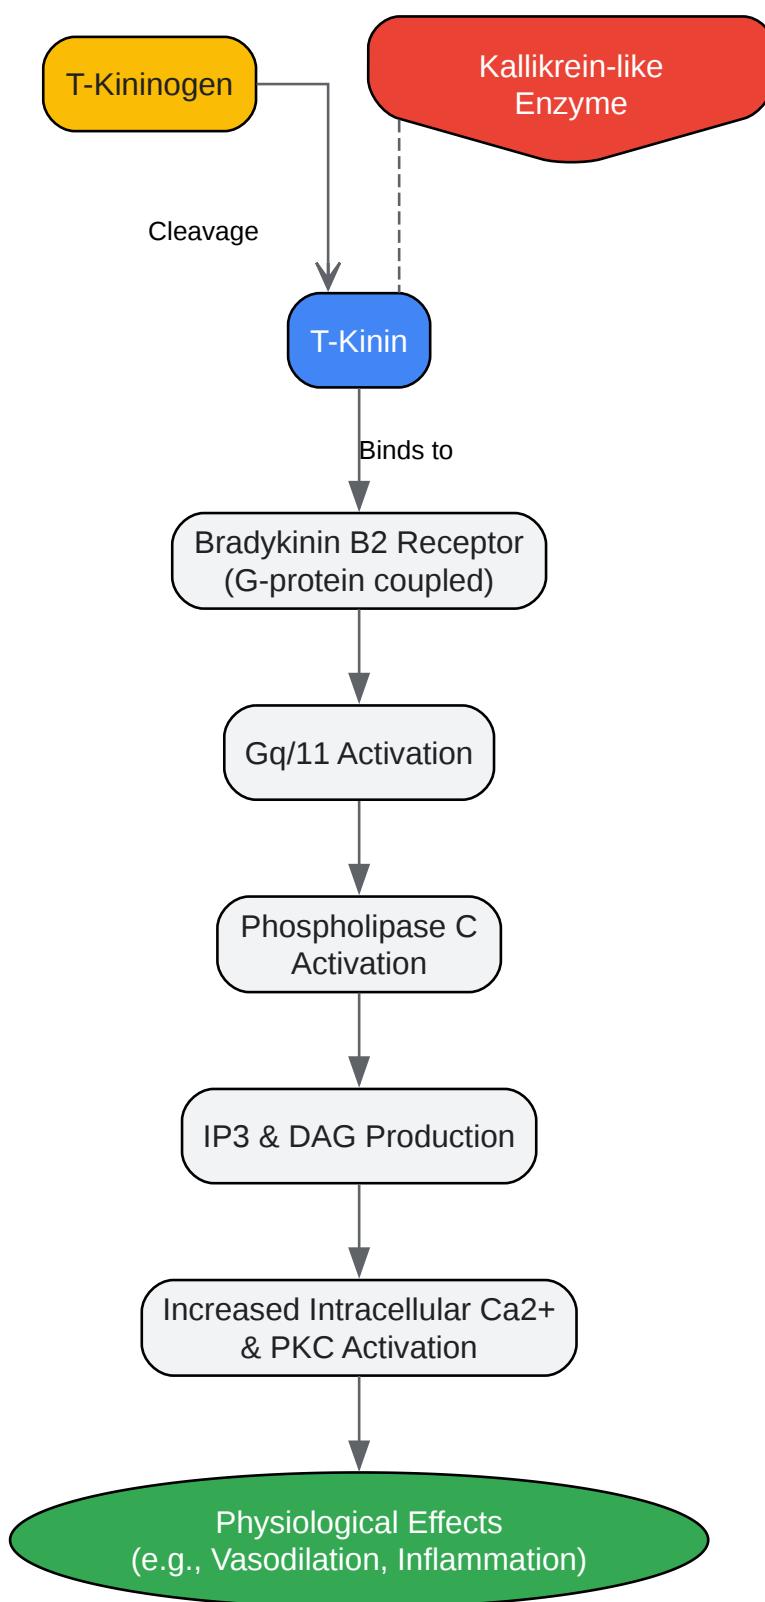 T-Kininogen
Kallikrein-like
Enzyme
Cleavage
T-Kinin
Binds to
Bradykinin B2 Receptor
(G-protein coupled)
Gq/11 Activation
Phospholipase C
Activation
IP3 & DAG Production
Increased Intracellular Ca2+
& PKC Activation
Physiological Effects
(e.g., Vasodilation, Inflammation)